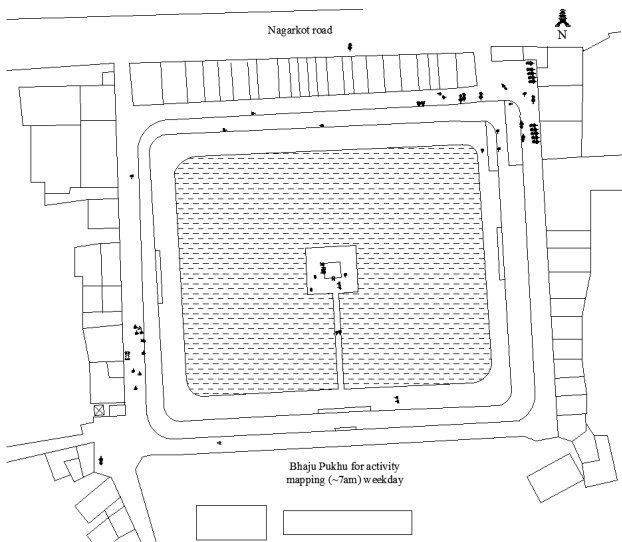 Nagarkot road
N
Bhaju Pukhu for activity
mapping (~7am) weekday